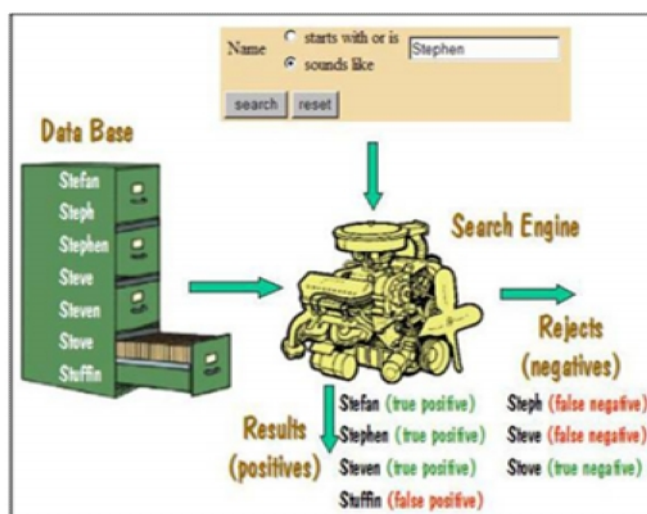 Name
starts with or is
sounds like
Stephen
search reset
Data Base
Stefan
Steph
Stephen
Steve
Steven
Stove
Stuffin
Search Engine
Rejects
(negatives)
Steph (false negative)
Steve (false negative)
Stove (true negative)
Results
(positives)
Stefan (true positive)
Stephen (true positive)
Steven (true positive)
Stuffin (false positive)